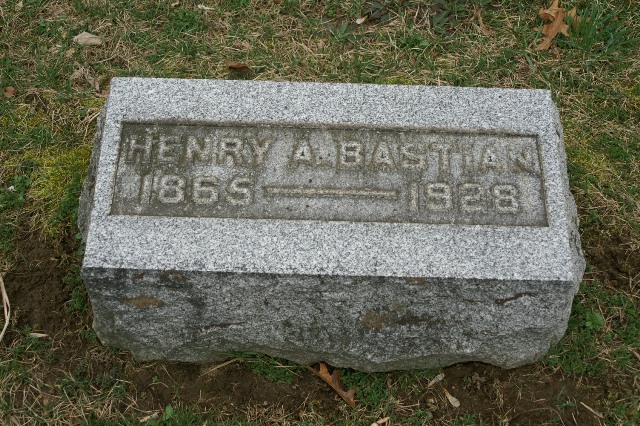 HENRY A. BASTIAN
1865 — 1928